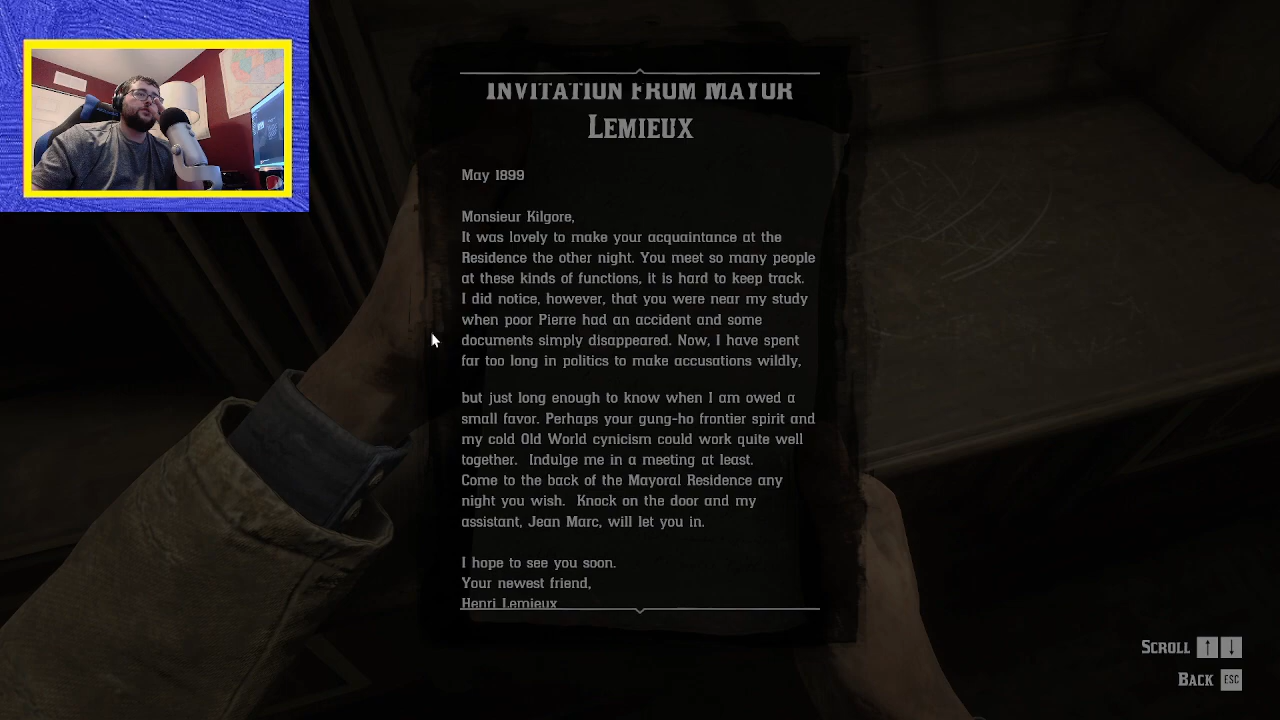 INVITATION FROM MAYOR
LEMIEUX
May 1899
Monsieur Kilgore,
It was lovely to make your acquaintance at the
Residence the other night. You meet so many people
at these kinds of functions, it is hard to keep track.
I did notice, however, that you were near my study
when poor Pierre had an accident and some
documents simply disappeared. Now, I have spent
far too long in politics to make accusations wildly,
but just long enough to know when I am owed a
small favor. Perhaps your gung-ho frontier spirit and
my cold Old World cynicism could work quite well
together. Indulge me in a meeting at least.
Come to the back of the Mayoral Residence any
night you wish. Knock on the door and my
assistant, Jean Marc, will let you in.
I hope to see you soon.
Your newest friend,
Henri Lemieux
SCROLL ↑ ↓
BACK ESC